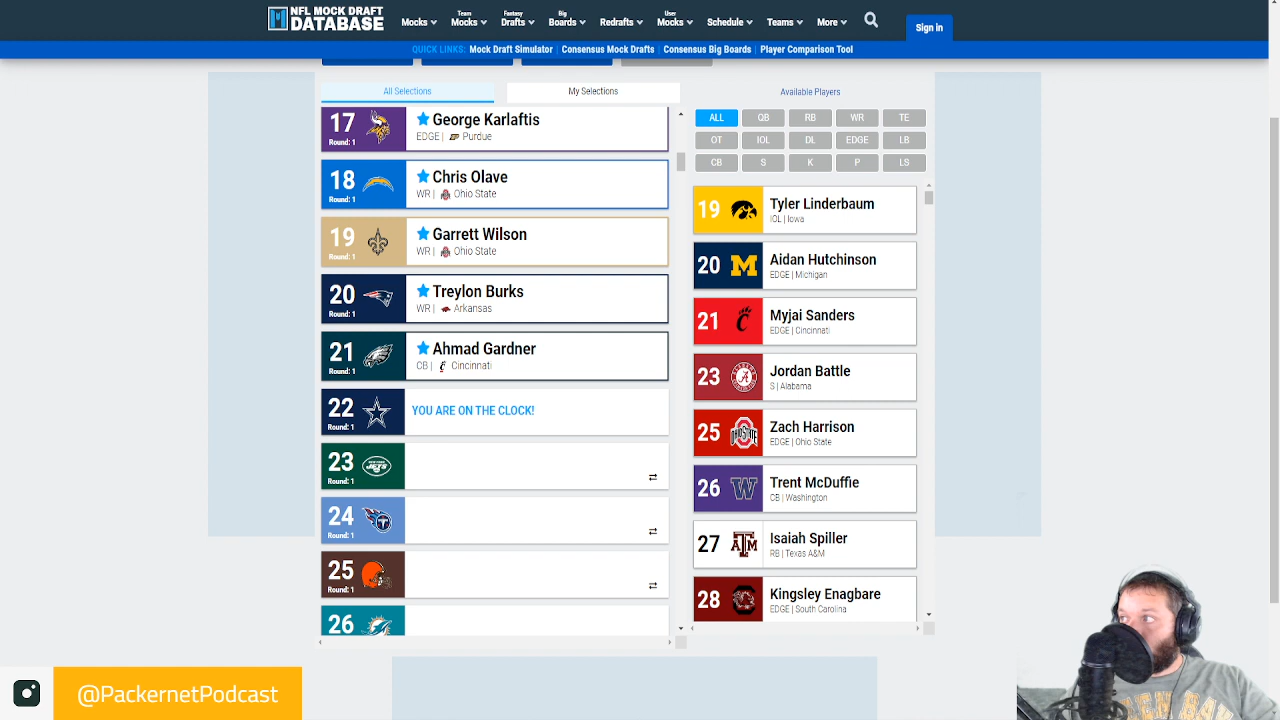 NFL MOCK DRAFT
DATABASE
Mocks
Team
Mocks
Fantasy
Drafts
Big
Boards
Redrafts
User
Mocks
Schedule
Teams
More
Sign in
QUICK LINKS: Mock Draft Simulator Consensus Mock Drafts Consensus Big Boards Player Comparison Tool
All Selections
My Selections
17
Round: 1
George Karlaftis
EDGE | Purdue
18
Round: 1
Chris Olave
WR | Ohio State
19
Round: 1
Garrett Wilson
WR | Ohio State
20
Round: 1
Treylon Burks
WR | Arkansas
21
Round: 1
Ahmad Gardner
CB | Cincinnati
22
Round: 1
YOU ARE ON THE CLOCK!
23
Round: 1
24
Round: 1
25
Round: 1
26
Available Players
ALL QB RB WR TE
OT IOL DL EDGE LB
CB S K P LS
19
Tyler Linderbaum
IOL | Iowa
20
Aidan Hutchinson
EDGE | Michigan
21
Myjai Sanders
EDGE | Cincinnati
23
Jordan Battle
S | Alabama
25
Zach Harrison
EDGE | Ohio State
26
Trent McDuffie
CB | Washington
27
Isaiah Spiller
RB | Texas A&M
28
Kingsley Enagbare
EDGE | South Carolina
@PackernetPodcast